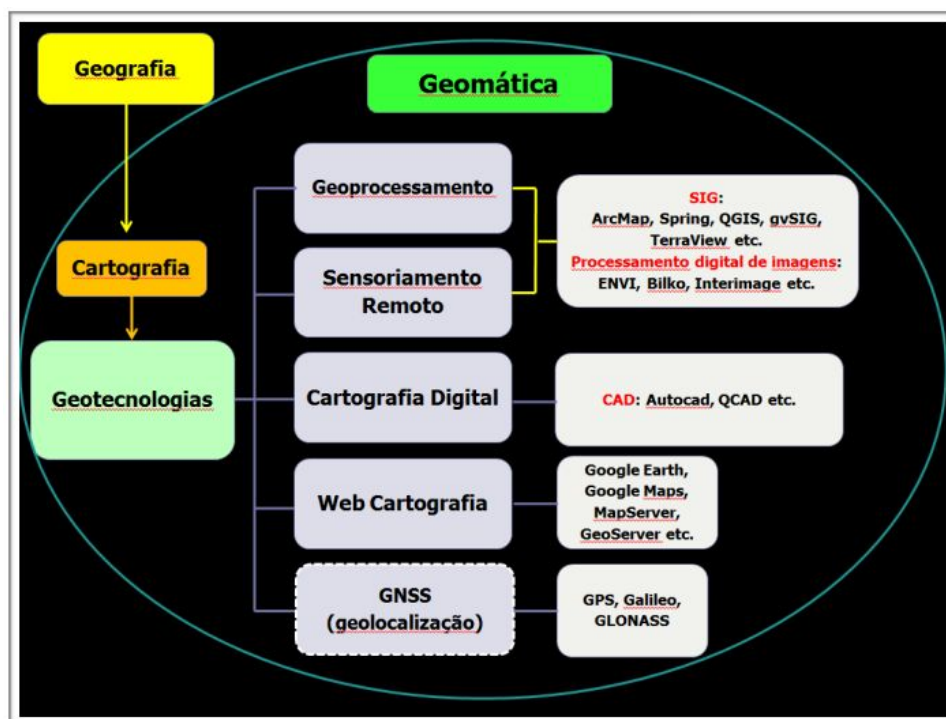 Geografia
Geomática
Geoprocessamento
SIG:
ArcMap, Spring, QGIS, gvSIG,
TerraView etc.
Processamento digital de imagens:
ENVI, Bilko, Interimage etc.
Cartografia
Sensoriamento
Remoto
Geotecnologias
Cartografia Digital
CAD: Autocad, QCAD etc.
Web Cartografia
Google Earth,
Google Maps,
MapServer,
GeoServer etc.
GNSS
(geolocalização)
GPS, Galileo,
GLONASS